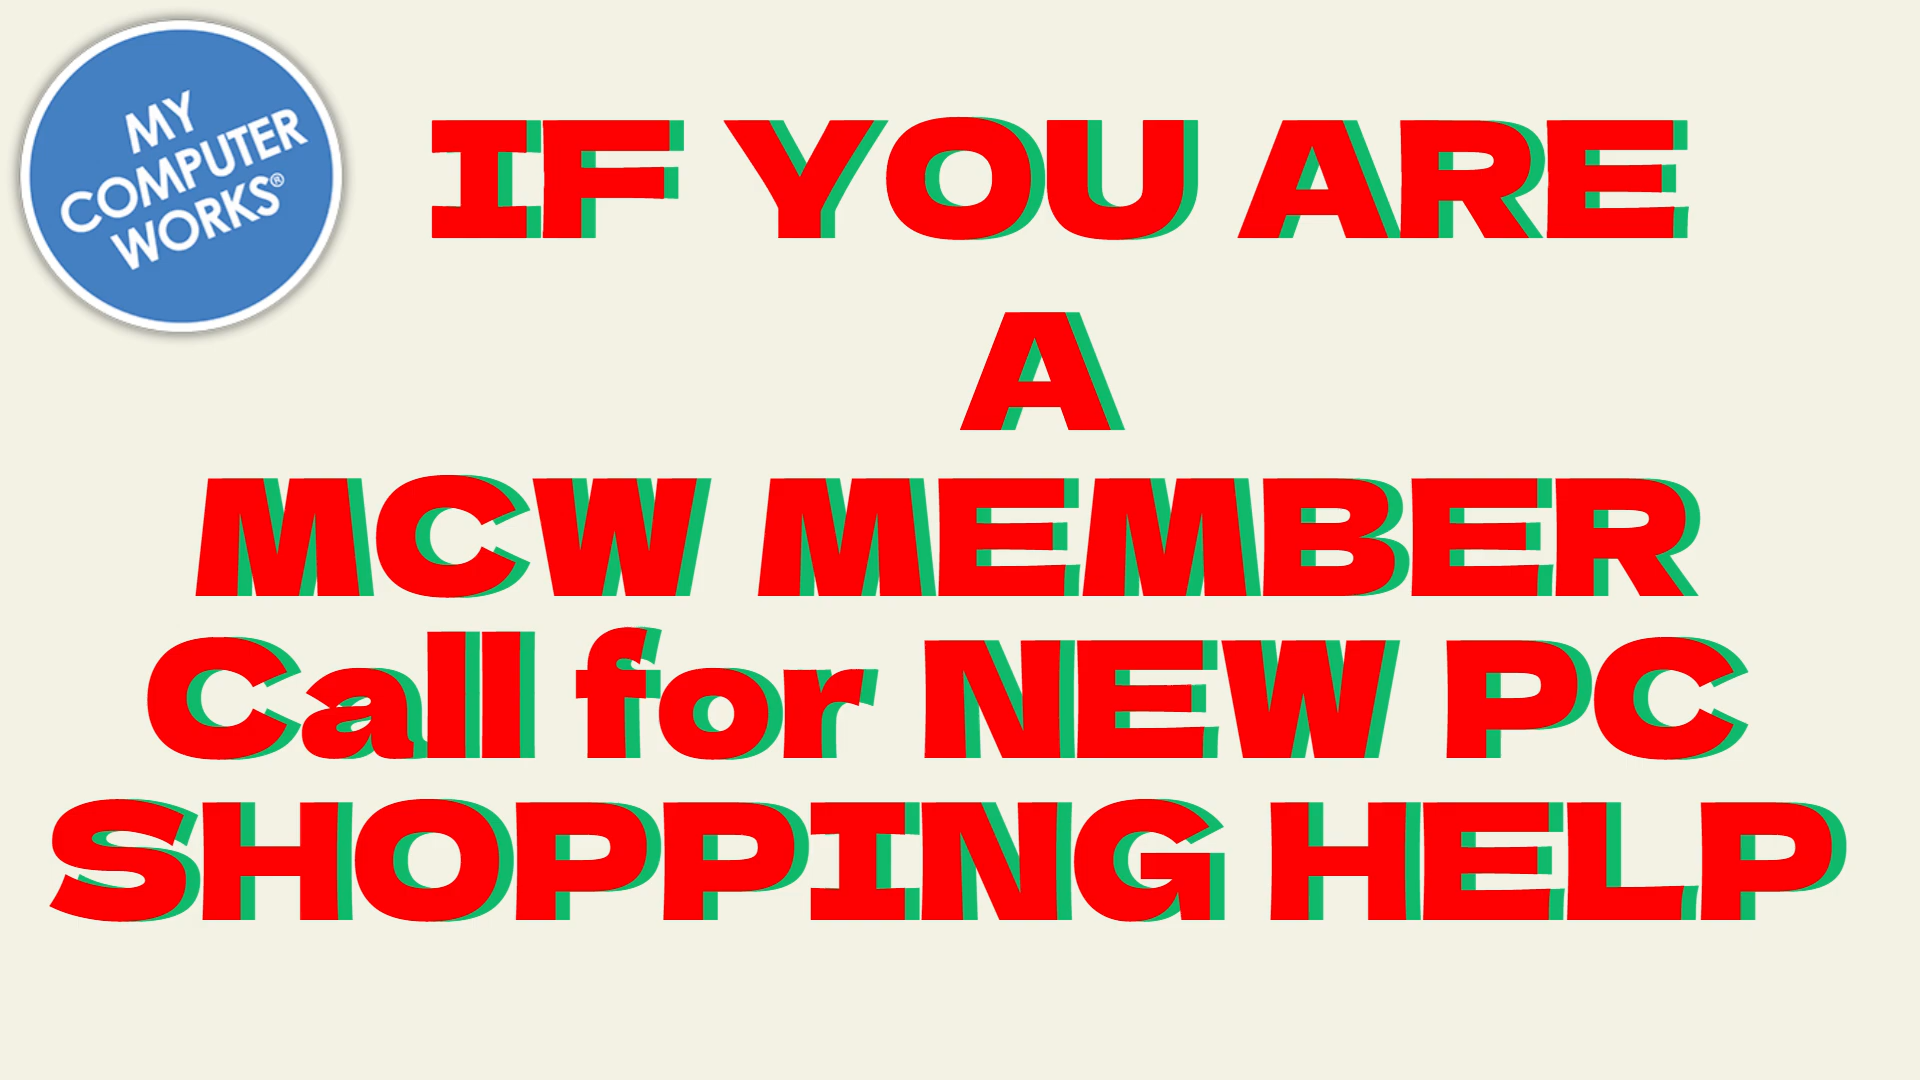 MY
COMPUTER
WORKS®
IF YOU ARE
A
MCW MEMBER
Call for NEW PC
SHOPPING HELP